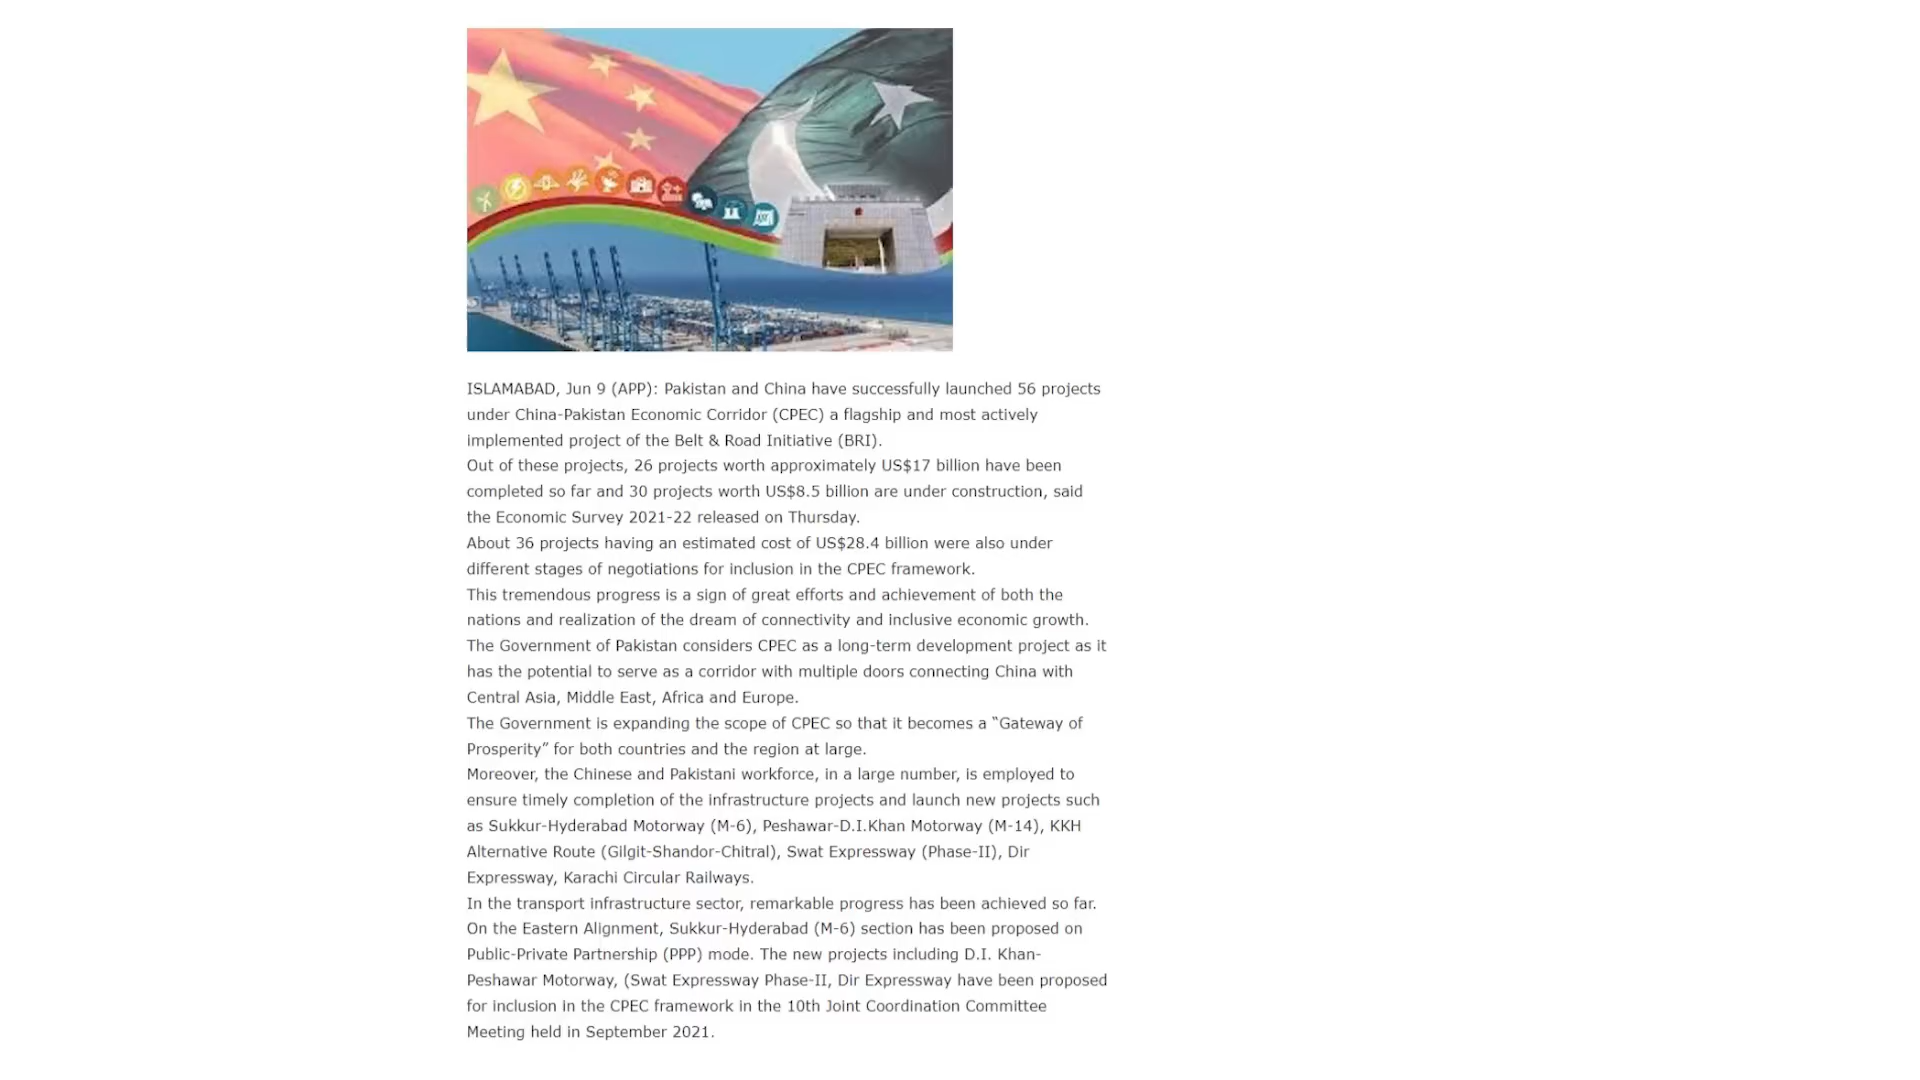 ISLAMABAD, Jun 9 (APP): Pakistan and China have successfully launched 56 projects
under China-Pakistan Economic Corridor (CPEC) a flagship and most actively
implemented project of the Belt & Road Initiative (BRI).
Out of these projects, 26 projects worth approximately US$17 billion have been
completed so far and 30 projects worth US$8.5 billion are under construction, said
the Economic Survey 2021-22 released on Thursday.
About 36 projects having an estimated cost of US$28.4 billion were also under
different stages of negotiations for inclusion in the CPEC framework.
This tremendous progress is a sign of great efforts and achievement of both the
nations and realization of the dream of connectivity and inclusive economic growth.
The Government of Pakistan considers CPEC as a long-term development project as it
has the potential to serve as a corridor with multiple doors connecting China with
Central Asia, Middle East, Africa and Europe.
The Government is expanding the scope of CPEC so that it becomes a “Gateway of
Prosperity” for both countries and the region at large.
Moreover, the Chinese and Pakistani workforce, in a large number, is employed to
ensure timely completion of the infrastructure projects and launch new projects such
as Sukkur-Hyderabad Motorway (M-6), Peshawar-D.I.Khan Motorway (M-14), KKH
Alternative Route (Gilgit-Shandor-Chitral), Swat Expressway (Phase-II), Dir
Expressway, Karachi Circular Railways.
In the transport infrastructure sector, remarkable progress has been achieved so far.
On the Eastern Alignment, Sukkur-Hyderabad (M-6) section has been proposed on
Public-Private Partnership (PPP) mode. The new projects including D.I. Khan-
Peshawar Motorway, (Swat Expressway Phase-II, Dir Expressway have been proposed
for inclusion in the CPEC framework in the 10th Joint Coordination Committee
Meeting held in September 2021.